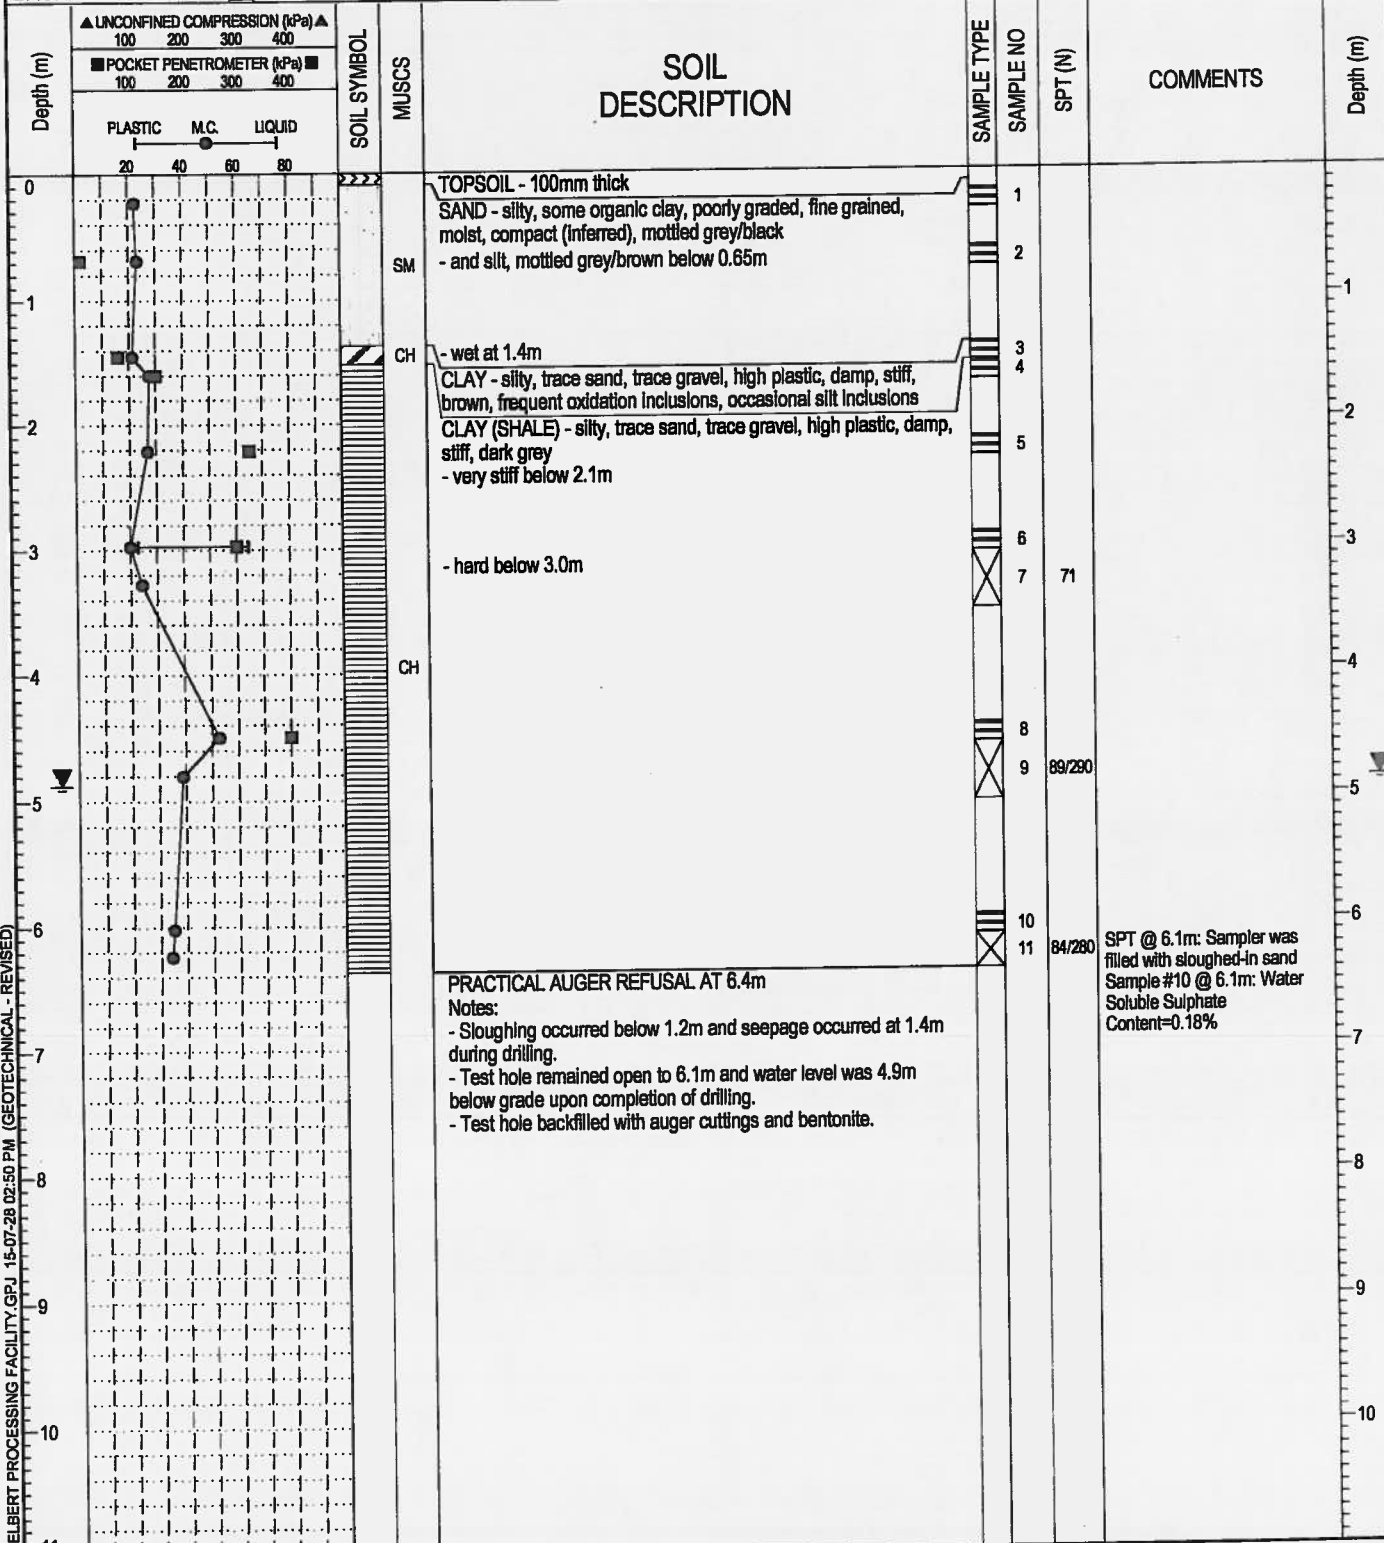 ▲ UNCONFINED COMPRESSION (kPa) ▲
100 200 300 400
■ POCKET PENETROMETER (kPa) ■
100 200 300 400
PLASTIC M.C. LIQUID
20 40 60 80
Depth (m)
SOIL SYMBOL
MUSCS
SOIL
DESCRIPTION
SAMPLE TYPE
SAMPLE NO
SPT (N)
COMMENTS
Depth (m)
0
TOPSOIL - 100mm thick
1
SAND - silty, some organic clay, poorly graded, fine grained,
moist, compact (inferred), mottled grey/black
SM
- and silt, mottled grey/brown below 0.65m
2
1
1
CH
- wet at 1.4m
3
4
CLAY - silty, trace sand, trace gravel, high plastic, damp, stiff,
brown, frequent oxidation inclusions, occasional silt inclusions
2
2
CLAY (SHALE) - silty, trace sand, trace gravel, high plastic, damp,
stiff, dark grey
5
- very stiff below 2.1m
6
3
3
- hard below 3.0m
7 71
CH
4
4
8
9 89/290
5
5
10
6
6
11 84/280
SPT @ 6.1m: Sampler was
filled with sloughed-in sand
Sample #10 @ 6.1m: Water
Soluble Sulphate
Content=0.18%
PRACTICAL AUGER REFUSAL AT 6.4m
Notes:
- Sloughing occurred below 1.2m and seepage occurred at 1.4m
during drilling.
- Test hole remained open to 6.1m and water level was 4.9m
below grade upon completion of drilling.
- Test hole backfilled with auger cuttings and bentonite.
7
7
8
8
9
9
10
10
ELBERT PROCESSING FACILITY.GPJ 15-07-28 02:50 PM (GEOTECHNICAL - REVISED)